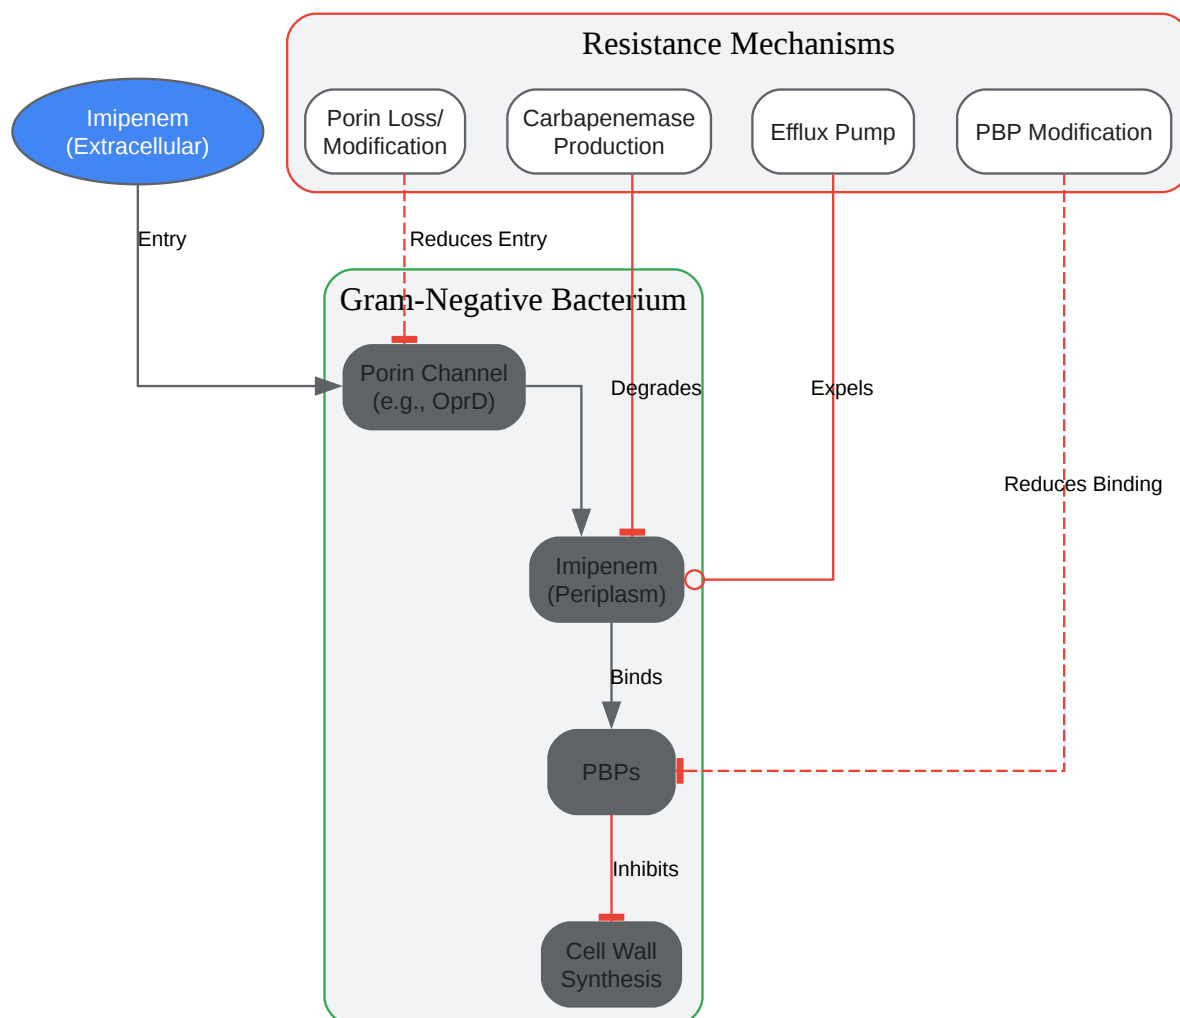 Resistance Mechanisms
Imipenem
(Extracellular)
Porin Loss/
Modification
Carbapenemase
Production
Efflux Pump
PBP Modification
Entry
Reduces Entry
Gram-Negative Bacterium
Porin Channel
(e.g., OprD)
Degrades
Expels
Reduces Binding
Imipenem
(Periplasm)
Binds
PBPs
Inhibits
Cell Wall
Synthesis